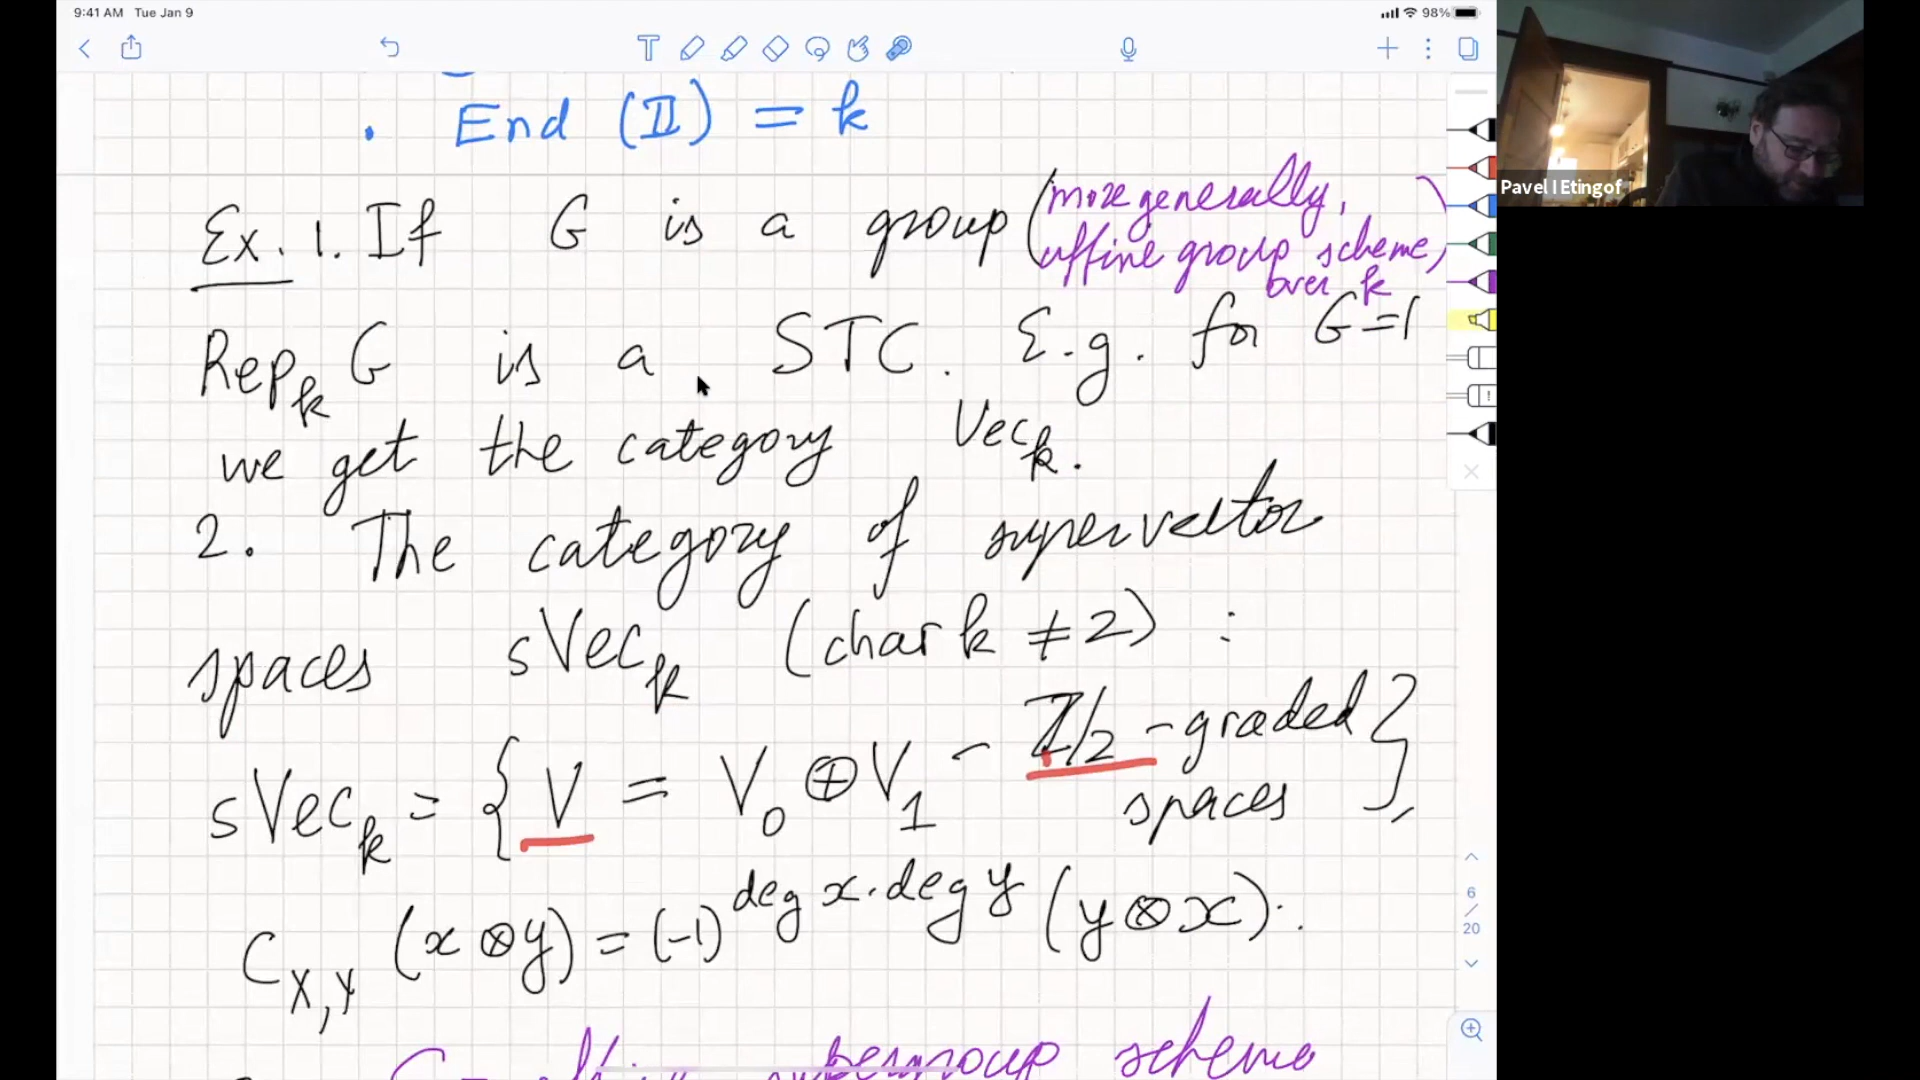 9:41 AM Tue Jan 9
98%
Pavel I Etingof
• End (𝟙) = k
Ex. 1. If G is a group (more generally,
affine group scheme,
over k)
Rep_k G is a STC. E.g. for G=1
we get the category Vec_k.
2. The category of supervector
spaces sVec_k (char k ≠ 2) :
sVec_k = { V = V_0 ⊕ V_1 – ℤ/2 - graded
spaces },
C_{X,Y} (x ⊗ y) = (-1)^{deg x · deg y} (y ⊗ x).
6
/
20
supergroup scheme